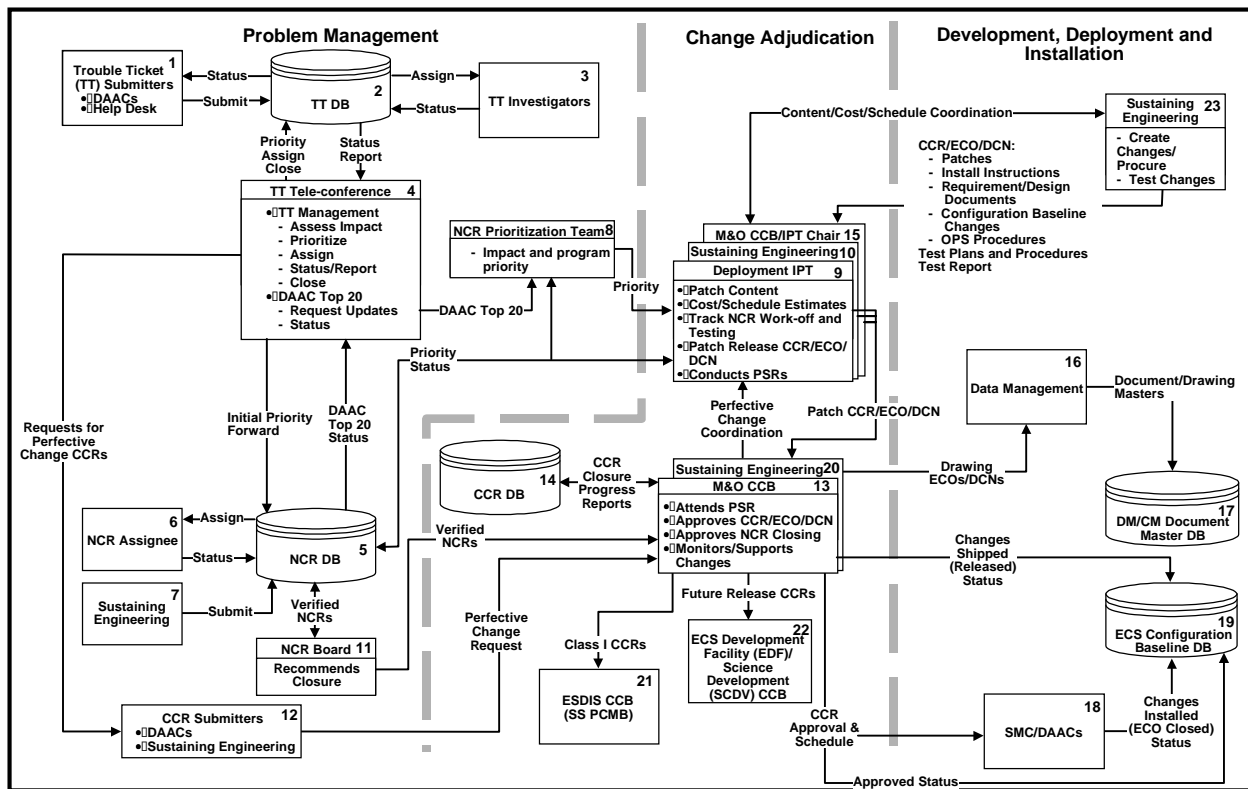 Problem Management
Change Adjudication
Development, Deployment and
Installation
1
Trouble Ticket
(TT) Submitters
•▯DAACs
•▯Help Desk
Status
Submit
2
TT DB
Assign
Status
3
TT Investigators
Priority
Assign
Close
Status
Report
TT Tele-conference 4
•▯TT Management
- Assess Impact
- Prioritize
- Assign
- Status/Report
- Close
•▯DAAC Top 20
- Request Updates
- Status
NCR Prioritization Team 8
- Impact and program
priority
DAAC Top 20
Priority
Priority
Status
Requests for
Perfective
Change CCRs
Initial Priority
Forward
DAAC
Top 20
Status
6
NCR Assignee
Assign
Status
5
NCR DB
7
Sustaining
Engineering
Submit
Verified
NCRs
NCR Board 11
Recommends
Closure
12
CCR Submitters
•▯DAACs
•▯Sustaining Engineering
Content/Cost/Schedule Coordination
M&O CCB/IPT Chair 15
Sustaining Engineering 10
Deployment IPT 9
•▯Patch Content
•▯Cost/Schedule Estimates
•▯Track NCR Work-off and
Testing
•▯Patch Release CCR/ECO/
DCN
•▯Conducts PSRs
Perfective
Change
Coordination
Patch CCR/ECO/DCN
14
CCR DB
CCR
Closure
Progress
Reports
Verified
NCRs
Sustaining Engineering 20
M&O CCB 13
•▯Attends PSR
•▯Approves CCR/ECO/DCN
•▯Approves NCR Closing
•▯Monitors/Supports
Changes
Perfective
Change
Request
Class I CCRs
Future Release CCRs
21
ESDIS CCB
(SS PCMB)
22
ECS Development
Facility (EDF)/
Science
Development
(SCDV) CCB
CCR
Approval &
Schedule
Approved Status
Sustaining
Engineering 23
- Create
Changes/
Procure
- Test Changes
CCR/ECO/DCN:
- Patches
- Install Instructions
- Requirement/Design
Documents
- Configuration Baseline
Changes
- OPS Procedures
Test Plans and Procedures
Test Report
16
Data Management
Document/Drawing
Masters
Drawing
ECOs/DCNs
17
DM/CM Document
Master DB
Changes
Shipped
(Released)
Status
19
ECS Configuration
Baseline DB
18
SMC/DAACs
Changes
Installed
(ECO Closed)
Status